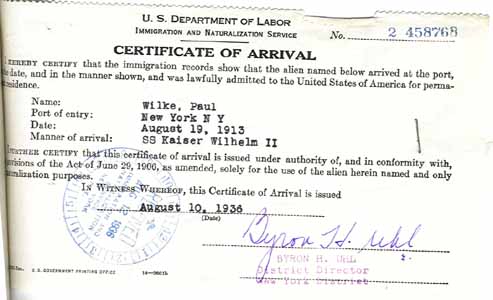 U. S. DEPARTMENT OF LABOR
IMMIGRATION AND NATURALIZATION SERVICE
No. 2 458768
CERTIFICATE OF ARRIVAL
I HEREBY CERTIFY that the immigration records show that the alien named below arrived at the port,
the date, and in the manner shown, and was lawfully admitted to the United States of America for perma-
residence.
Name: Wilke, Paul
Port of entry: New York N Y
Date: August 19, 1913
Manner of arrival: SS Kaiser Wilhelm II
FURTHER CERTIFY that this certificate of arrival is issued under authority of, and in conformity with,
ovisions of the Act of June 29, 1906, as amended, solely for the use of the alien herein named and only
uralization purposes.
IN WITNESS WHEREOF, this Certificate of Arrival is issued
August 10, 1936
(Date)
Byron H. Uhl
BYRON H. UHL
District Director
New York District
U. S. GOVERNMENT PRINTING OFFICE
1936